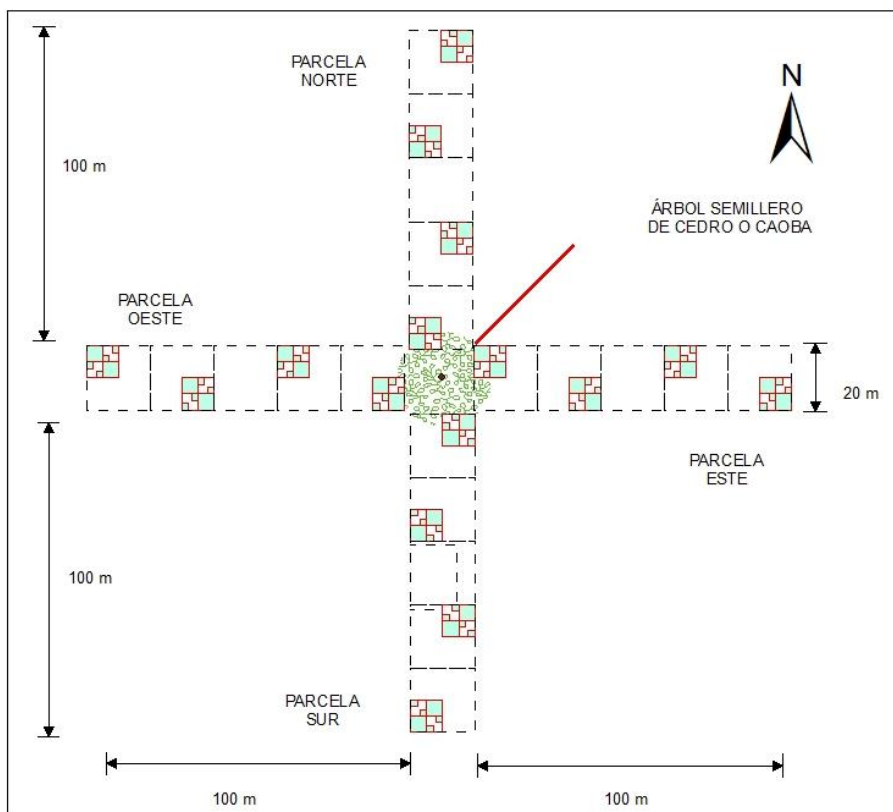 PARCELA
NORTE
N
100 m
ÁRBOL SEMILLERO
DE CEDRO O CAOBA
PARCELA
OESTE
20 m
PARCELA
ESTE
100 m
PARCELA
SUR
100 m
100 m